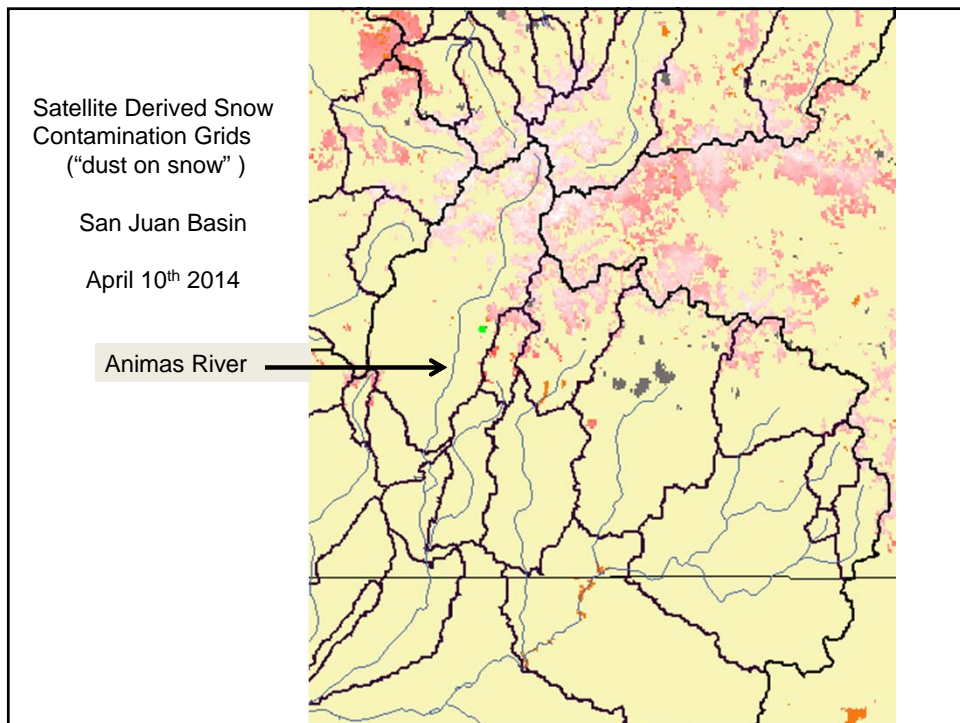 Satellite Derived Snow
Contamination Grids
("dust on snow" )
San Juan Basin
April 10th 2014
Animas River